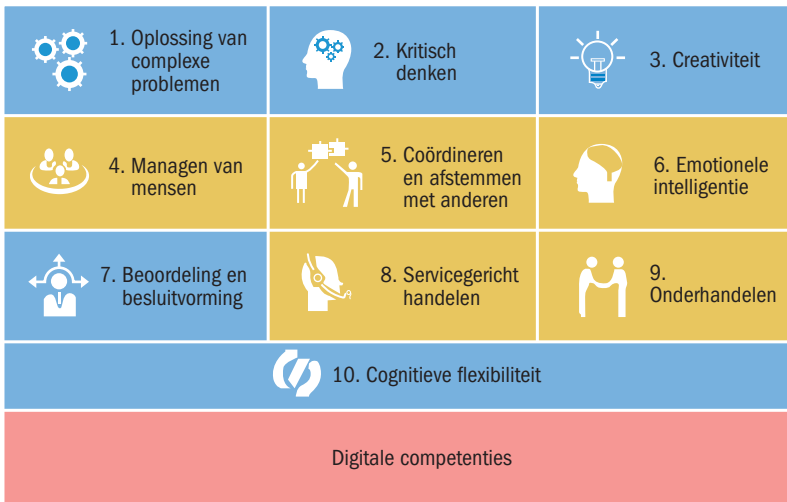 1. Oplossing van
complexe
problemen
2. Kritisch
denken
3. Creativiteit
4. Managen van
mensen
5. Coördineren
en afstemmen
met anderen
6. Emotionele
intelligentie
7. Beoordeling en
besluitvorming
8. Servicegericht
handelen
9.
Onderhandelen
10. Cognitieve flexibiliteit
Digitale competenties